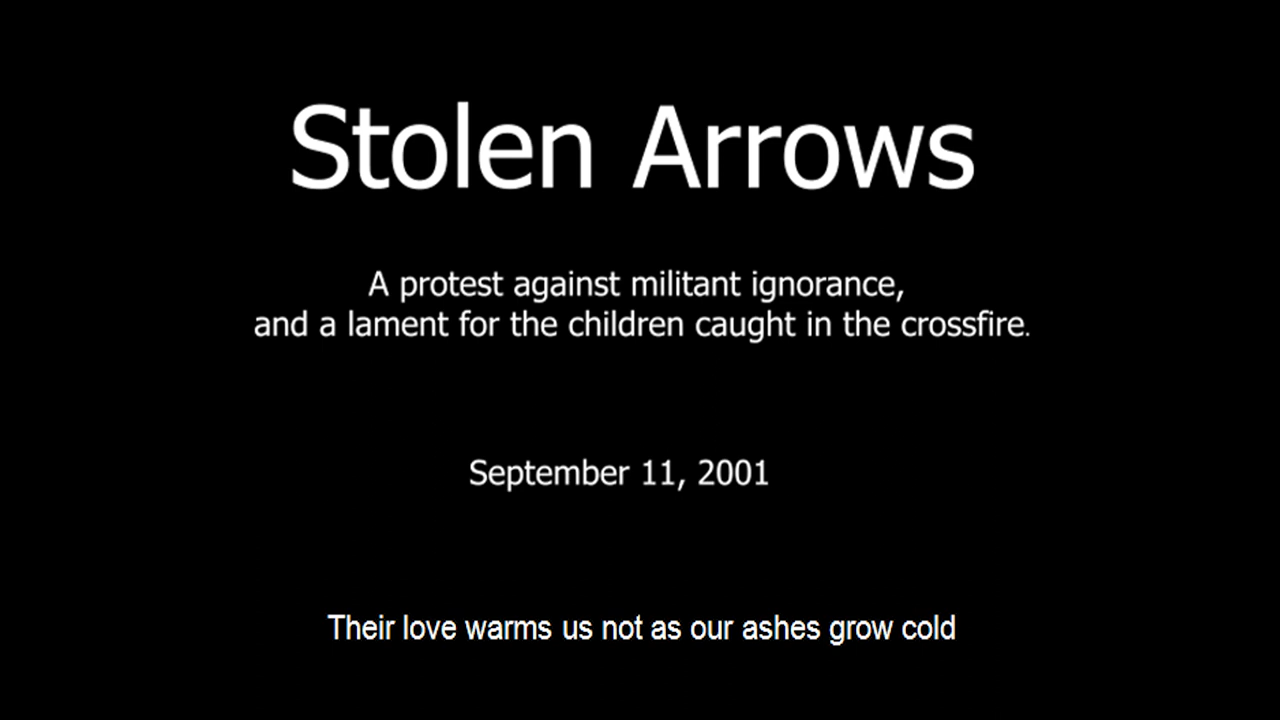 Stolen Arrows
A protest against militant ignorance,
and a lament for the children caught in the crossfire.
September 11, 2001
Their love warms us not as our ashes grow cold